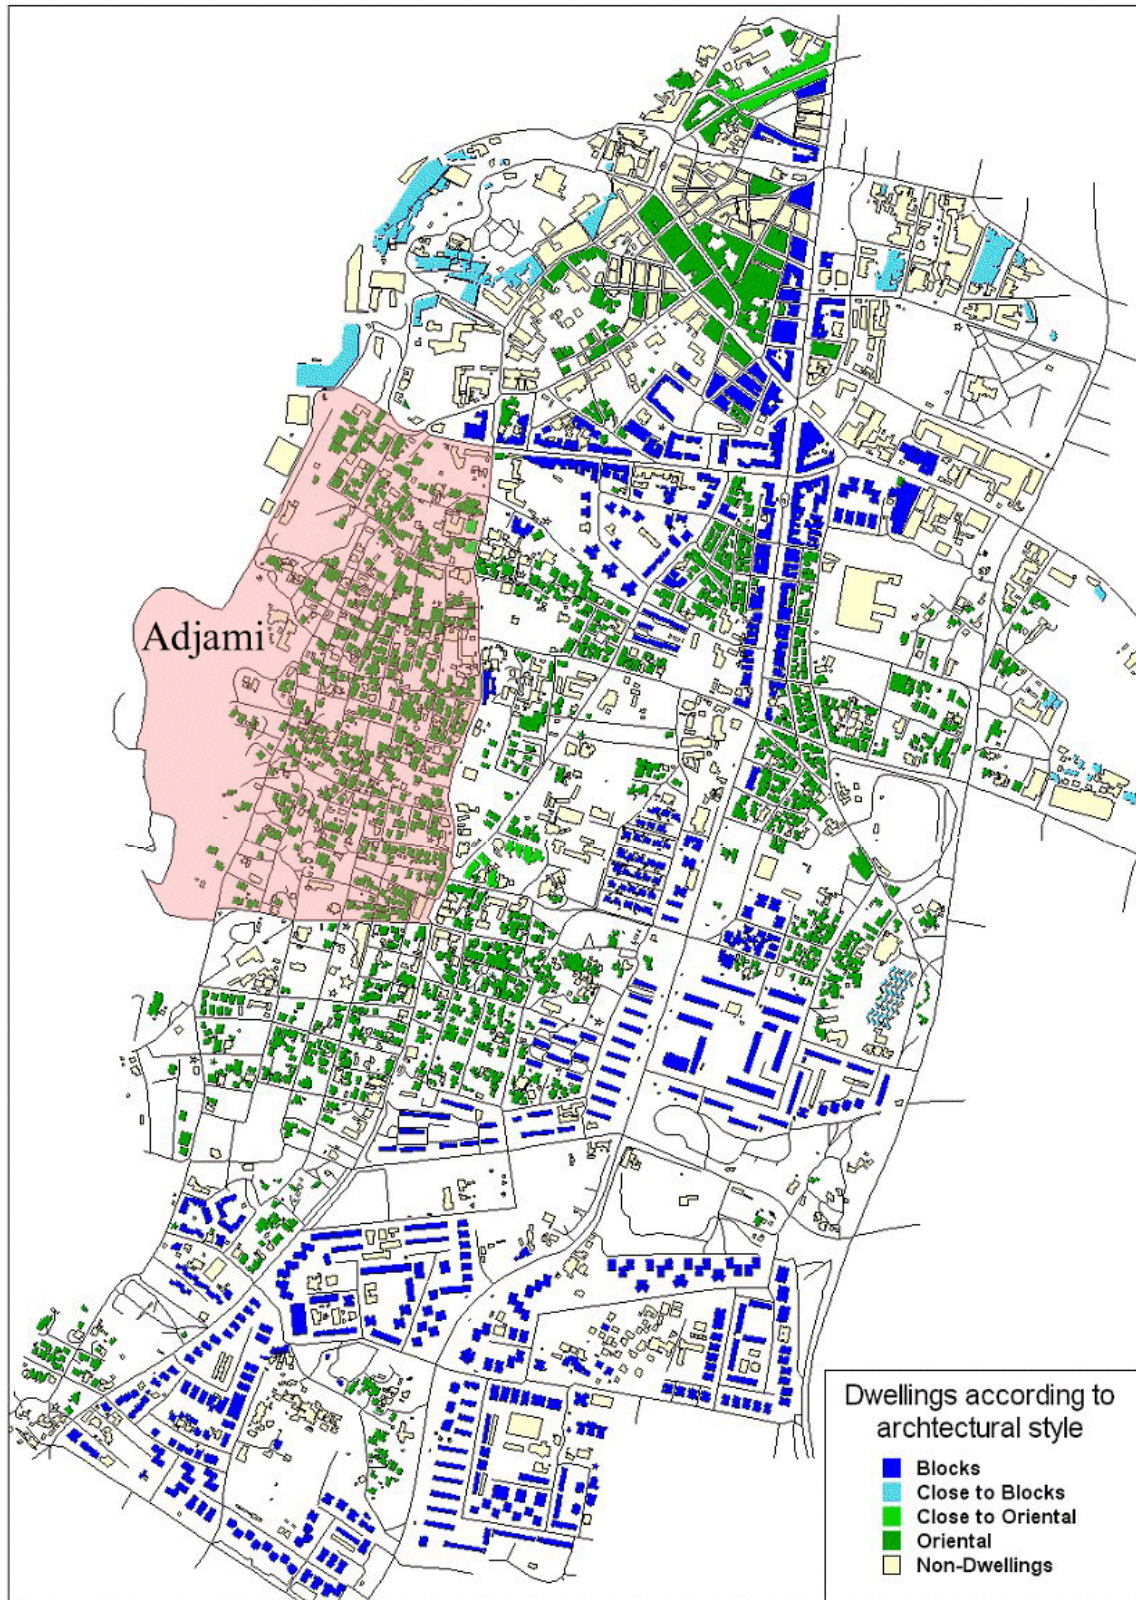 Adjami
Dwellings according to
archtectural style
Blocks
Close to Blocks
Close to Oriental
Oriental
Non-Dwellings